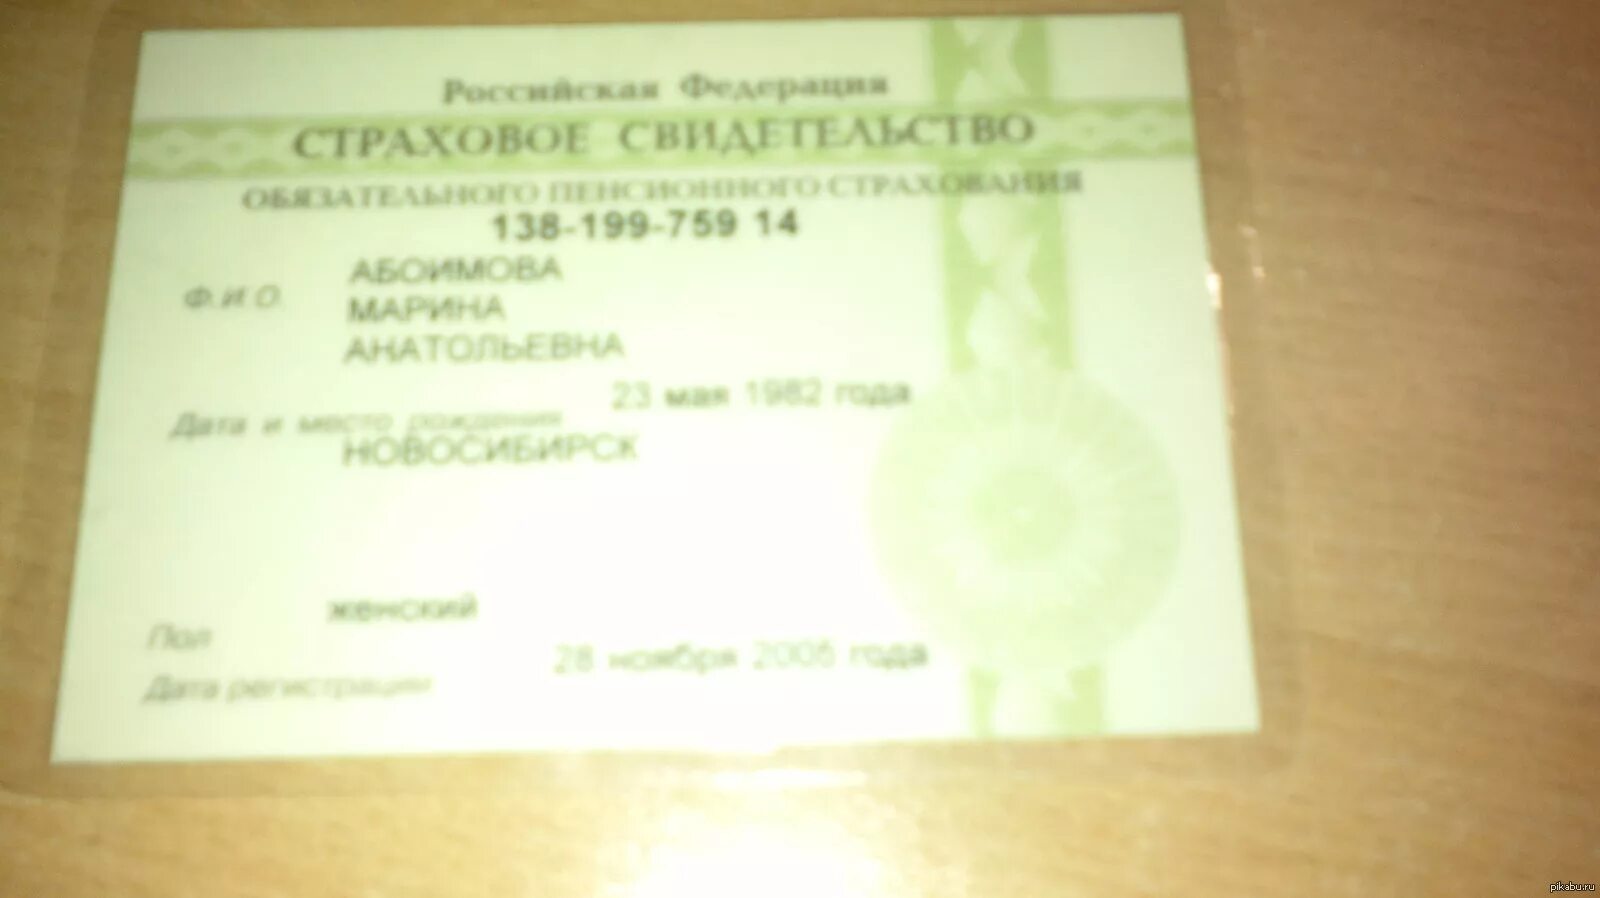 Российская Федерация
СТРАХОВОЕ СВИДЕТЕЛЬСТВО
ОБЯЗАТЕЛЬНОГО ПЕНСИОННОГО СТРАХОВАНИЯ
138-199-759 14
Ф.И.О.
АБОИМОВА
МАРИНА
АНАТОЛЬЕВНА
Дата и место рождения
23 мая 1982 года
НОВОСИБИРСК
Пол
женский
Дата регистрации
28 ноября года
pikabu.ru